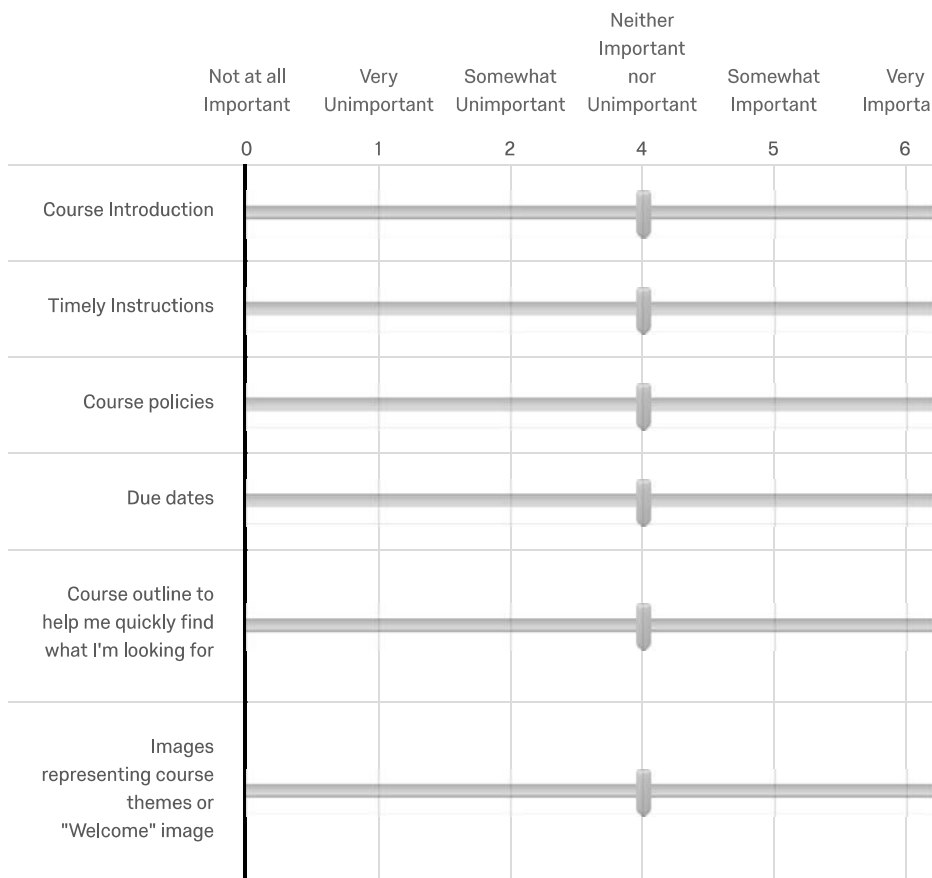 Neither
Important
Not at all Very Somewhat nor Somewhat Very
Important Unimportant Unimportant Unimportant Important Importa
0 1 2 4 5 6
Course Introduction
Timely Instructions
Course policies
Due dates
Course outline to
help me quickly find
what I'm looking for
Images
representing course
themes or
"Welcome" image